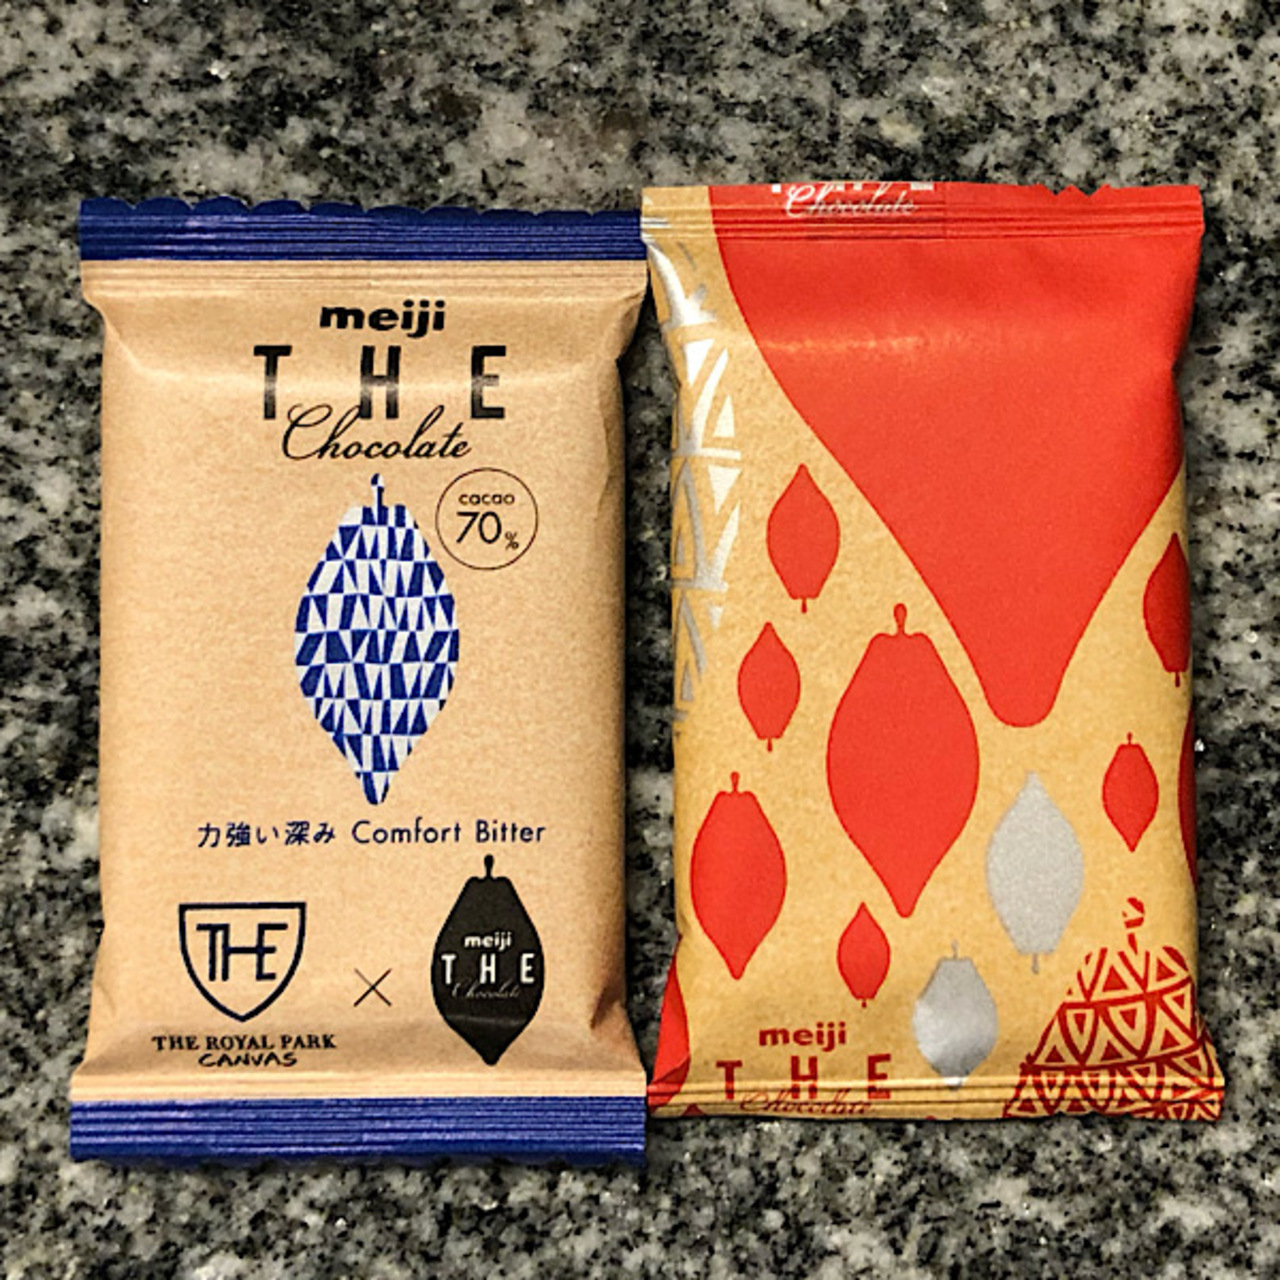 meiji
THE
Chocolate
cacao
70%
力強い深み Comfort Bitter
THE
THE ROYAL PARK
CANVAS
×
meiji
THE
Chocolate
Chocolate
meiji
THE
Chocolate